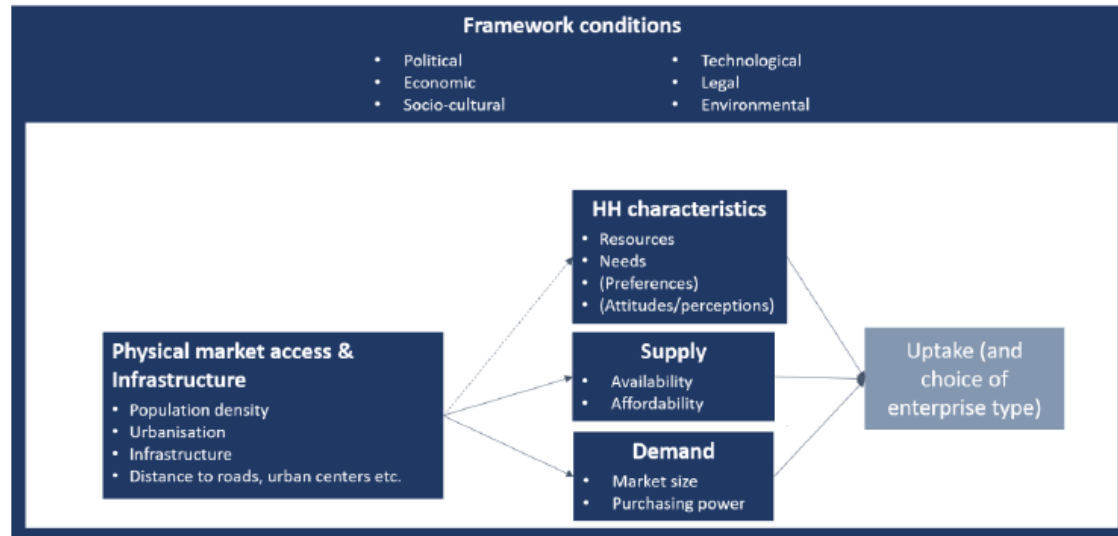 Framework conditions
• Political
• Economic
• Socio-cultural
• Technological
• Legal
• Environmental
HH characteristics
• Resources
• Needs
• (Preferences)
• (Attitudes/perceptions)
Physical market access &
Infrastructure
• Population density
• Urbanisation
• Infrastructure
• Distance to roads, urban centers etc.
Supply
• Availability
• Affordability
Demand
• Market size
• Purchasing power
Uptake (and
choice of
enterprise type)